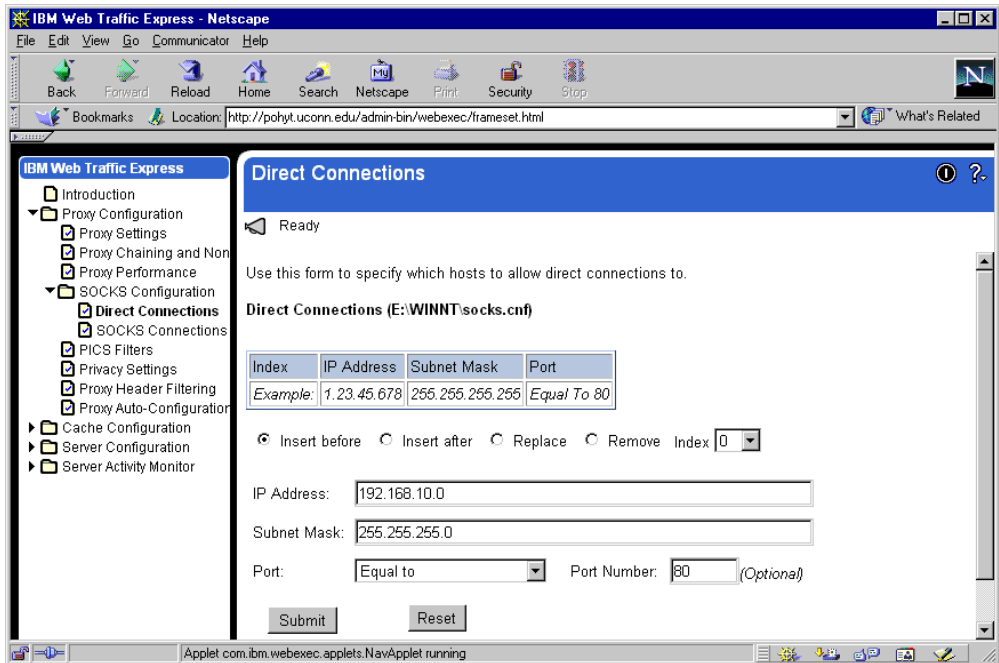 IBM Web Traffic Express - Netscape
File Edit View Go Communicator Help
Back Forward Reload Home Search Netscape Print Security Stop
My
N
Bookmarks Location: http://pohyt.uconn.edu/admin-bin/webexec/frameset.html What's Related
IBM Web Traffic Express
Introduction
Proxy Configuration
Proxy Settings
Proxy Chaining and Non
Proxy Performance
SOCKS Configuration
Direct Connections
SOCKS Connections
PICS Filters
Privacy Settings
Proxy Header Filtering
Proxy Auto-Configuration
Cache Configuration
Server Configuration
Server Activity Monitor
Direct Connections
Ready
Use this form to specify which hosts to allow direct connections to.
Direct Connections (E:\WINNT\socks.cnf)
Index IP Address Subnet Mask Port
Example: 1.23.45.678 255.255.255.255 Equal To 80
Insert before Insert after Replace Remove Index 0
IP Address: 192.168.10.0
Subnet Mask: 255.255.255.0
Port: Equal to Port Number: 80 (Optional)
Submit Reset
Applet com.ibm.webexec.applets.NavApplet running